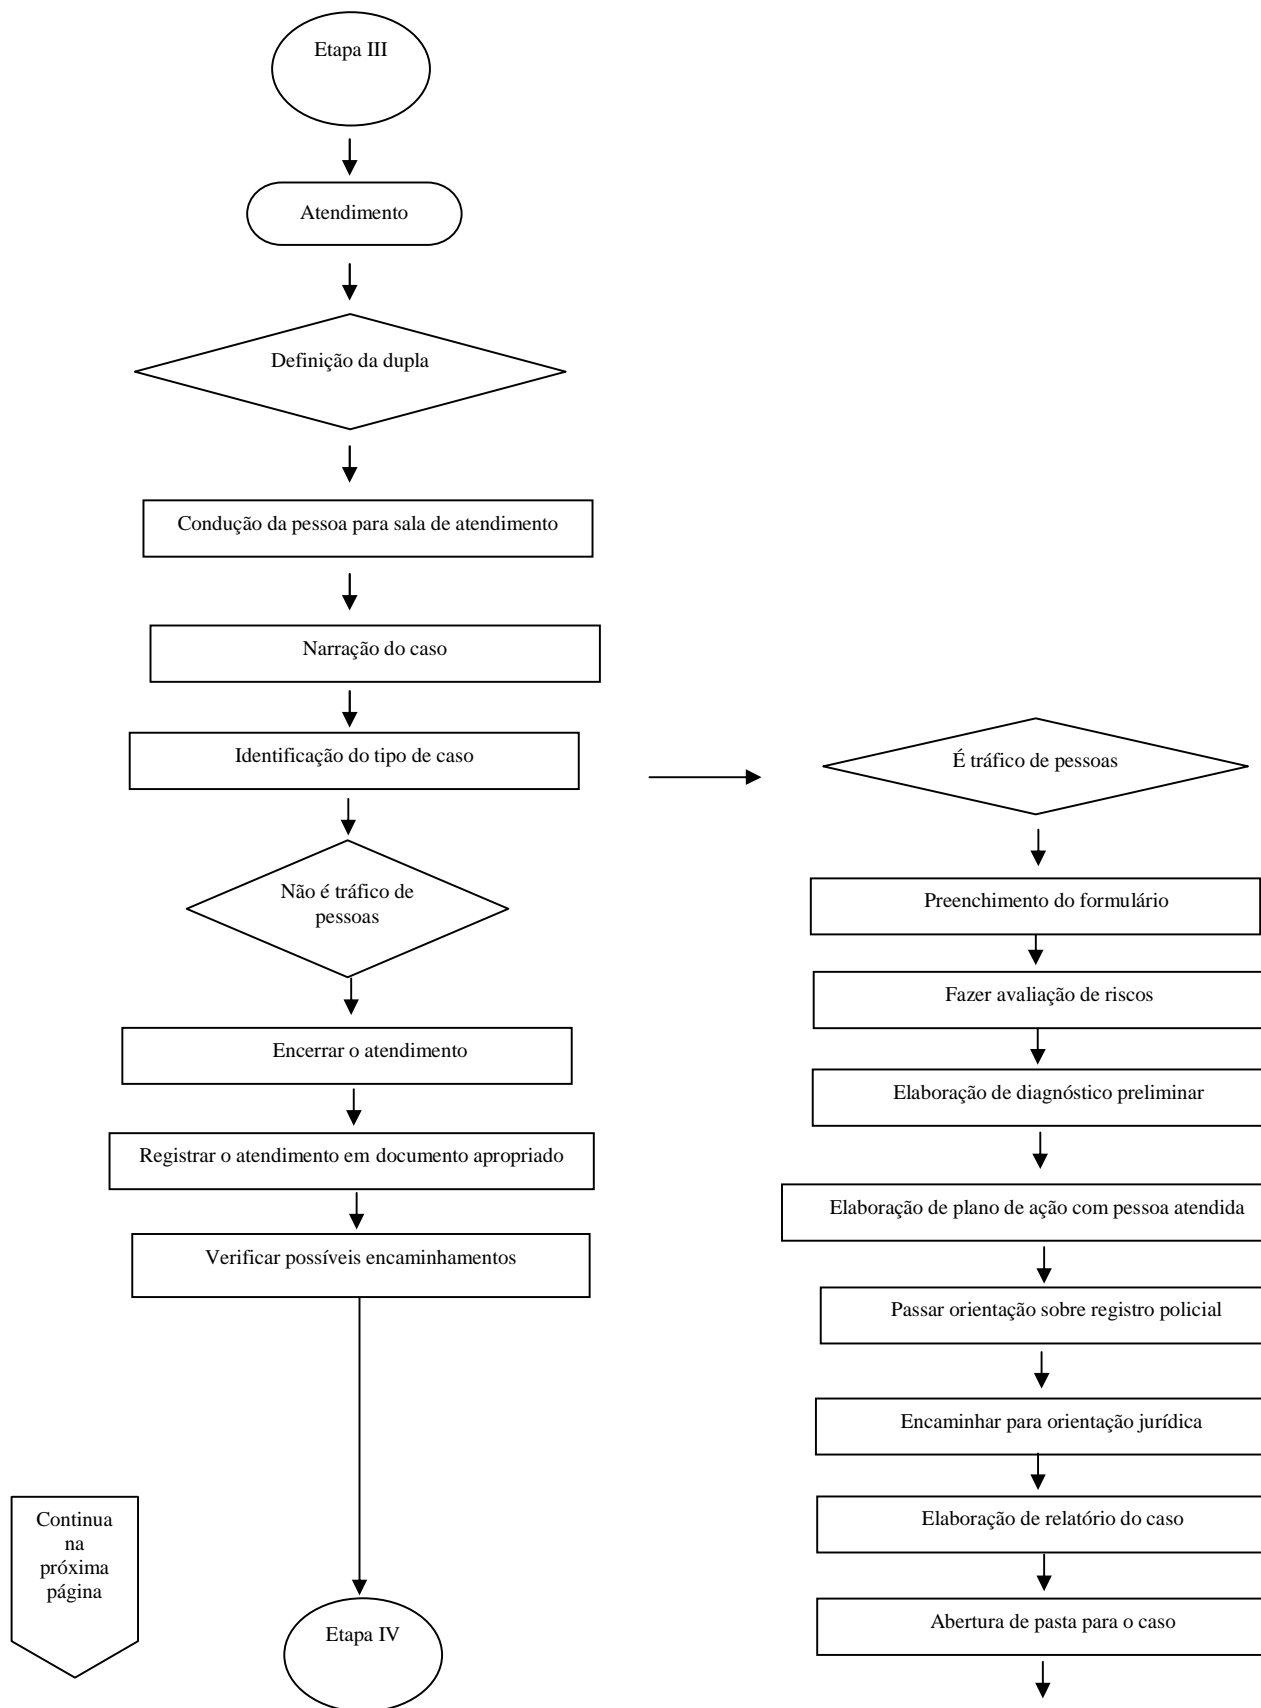 Etapa III
Atendimento
Definição da dupla
Condução da pessoa para sala de atendimento
Narração do caso
Identificação do tipo de caso
Não é tráfico de
pessoas
Encerrar o atendimento
Registrar o atendimento em documento apropriado
Verificar possíveis encaminhamentos
Etapa IV
É tráfico de pessoas
Preenchimento do formulário
Fazer avaliação de riscos
Elaboração de diagnóstico preliminar
Elaboração de plano de ação com pessoa atendida
Passar orientação sobre registro policial
Encaminhar para orientação jurídica
Elaboração de relatório do caso
Abertura de pasta para o caso
Continua
na
próxima
página